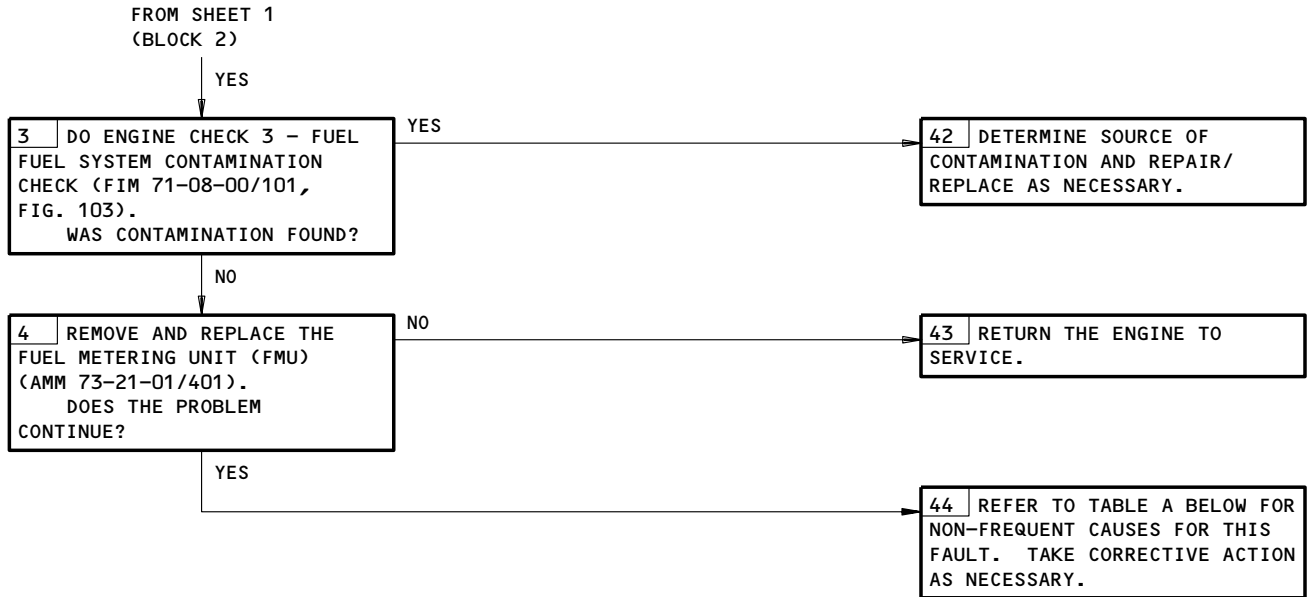 FROM SHEET 1
(BLOCK 2)
YES
3 DO ENGINE CHECK 3 – FUEL
FUEL SYSTEM CONTAMINATION
CHECK (FIM 71–08–00/101,
FIG. 103).
WAS CONTAMINATION FOUND?
YES
42 DETERMINE SOURCE OF
CONTAMINATION AND REPAIR/
REPLACE AS NECESSARY.
NO
4 REMOVE AND REPLACE THE
FUEL METERING UNIT (FMU)
(AMM 73–21–01/401).
DOES THE PROBLEM
CONTINUE?
NO
43 RETURN THE ENGINE TO
SERVICE.
YES
44 REFER TO TABLE A BELOW FOR
NON–FREQUENT CAUSES FOR THIS
FAULT. TAKE CORRECTIVE ACTION
AS NECESSARY.